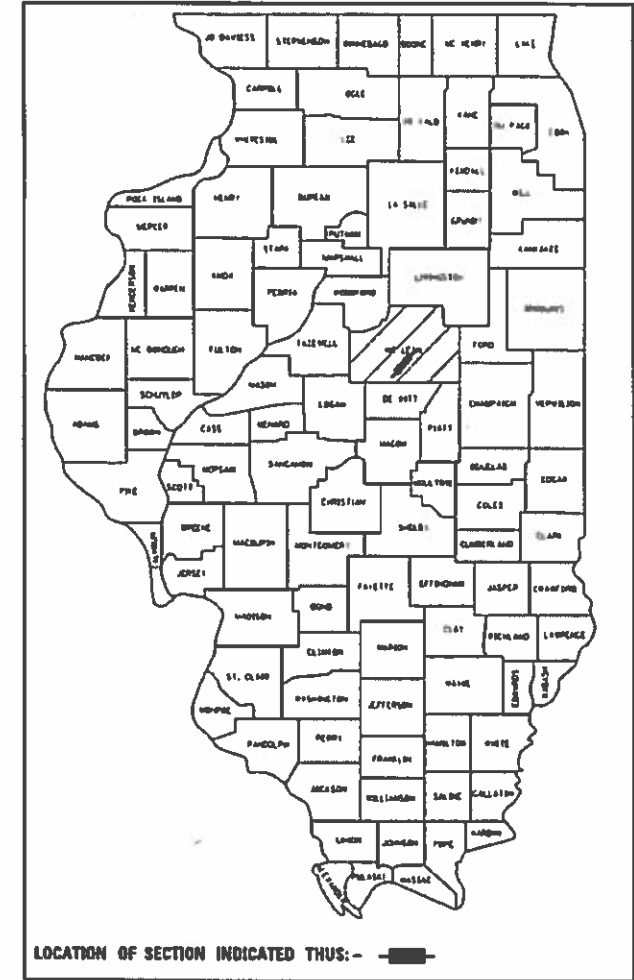 JO DAVIESS STEPHENSON WINNEBAGO BOONE MC HENRY LAKE
CARROLL OGLE DE KALB KANE DU PAGE COOK
WHITESIDE LEE KENDALL WILL
ROCK ISLAND HENRY BUREAU LA SALLE GRUNDY
MERCER PUTNAM
STARK MARSHALL KANKAKEE
HENDERSON WARREN KNOX PEORIA WOODFORD LIVINGSTON IROQUOIS
HANCOCK MC DONOUGH FULTON TAZEWELL MC LEAN FORD
SCHUYLER MASON LOGAN DE WITT CHAMPAIGN VERMILION
ADAMS BROWN CASS MENARD MACON PIATT
PIKE SCOTT MORGAN SANGAMON CHRISTIAN MOULTRIE DOUGLAS EDGAR
COLES
CALHOUN GREENE MACOUPIN MONTGOMERY SHELBY CUMBERLAND CLARK
JERSEY
MADISON BOND FAYETTE EFFINGHAM JASPER CRAWFORD
CLINTON MARION CLAY RICHLAND LAWRENCE
ST. CLAIR WASHINGTON JEFFERSON WAYNE EDWARDS WABASH
MONROE
RANDOLPH PERRY FRANKLIN HAMILTON WHITE
JACKSON WILLIAMSON SALINE GALLATIN
UNION JOHNSON POPE HARDIN
ALEXANDER PULASKI MASSAC
LOCATION OF SECTION INDICATED THUS:-